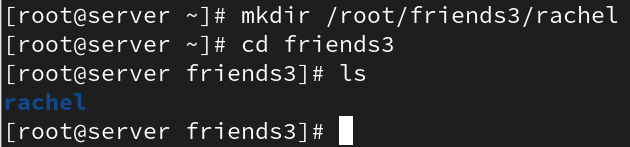 [root@server ~]# mkdir /root/friends3/rachel
[root@server ~]# cd friends3
[root@server friends3]# ls
rachel
[root@server friends3]#